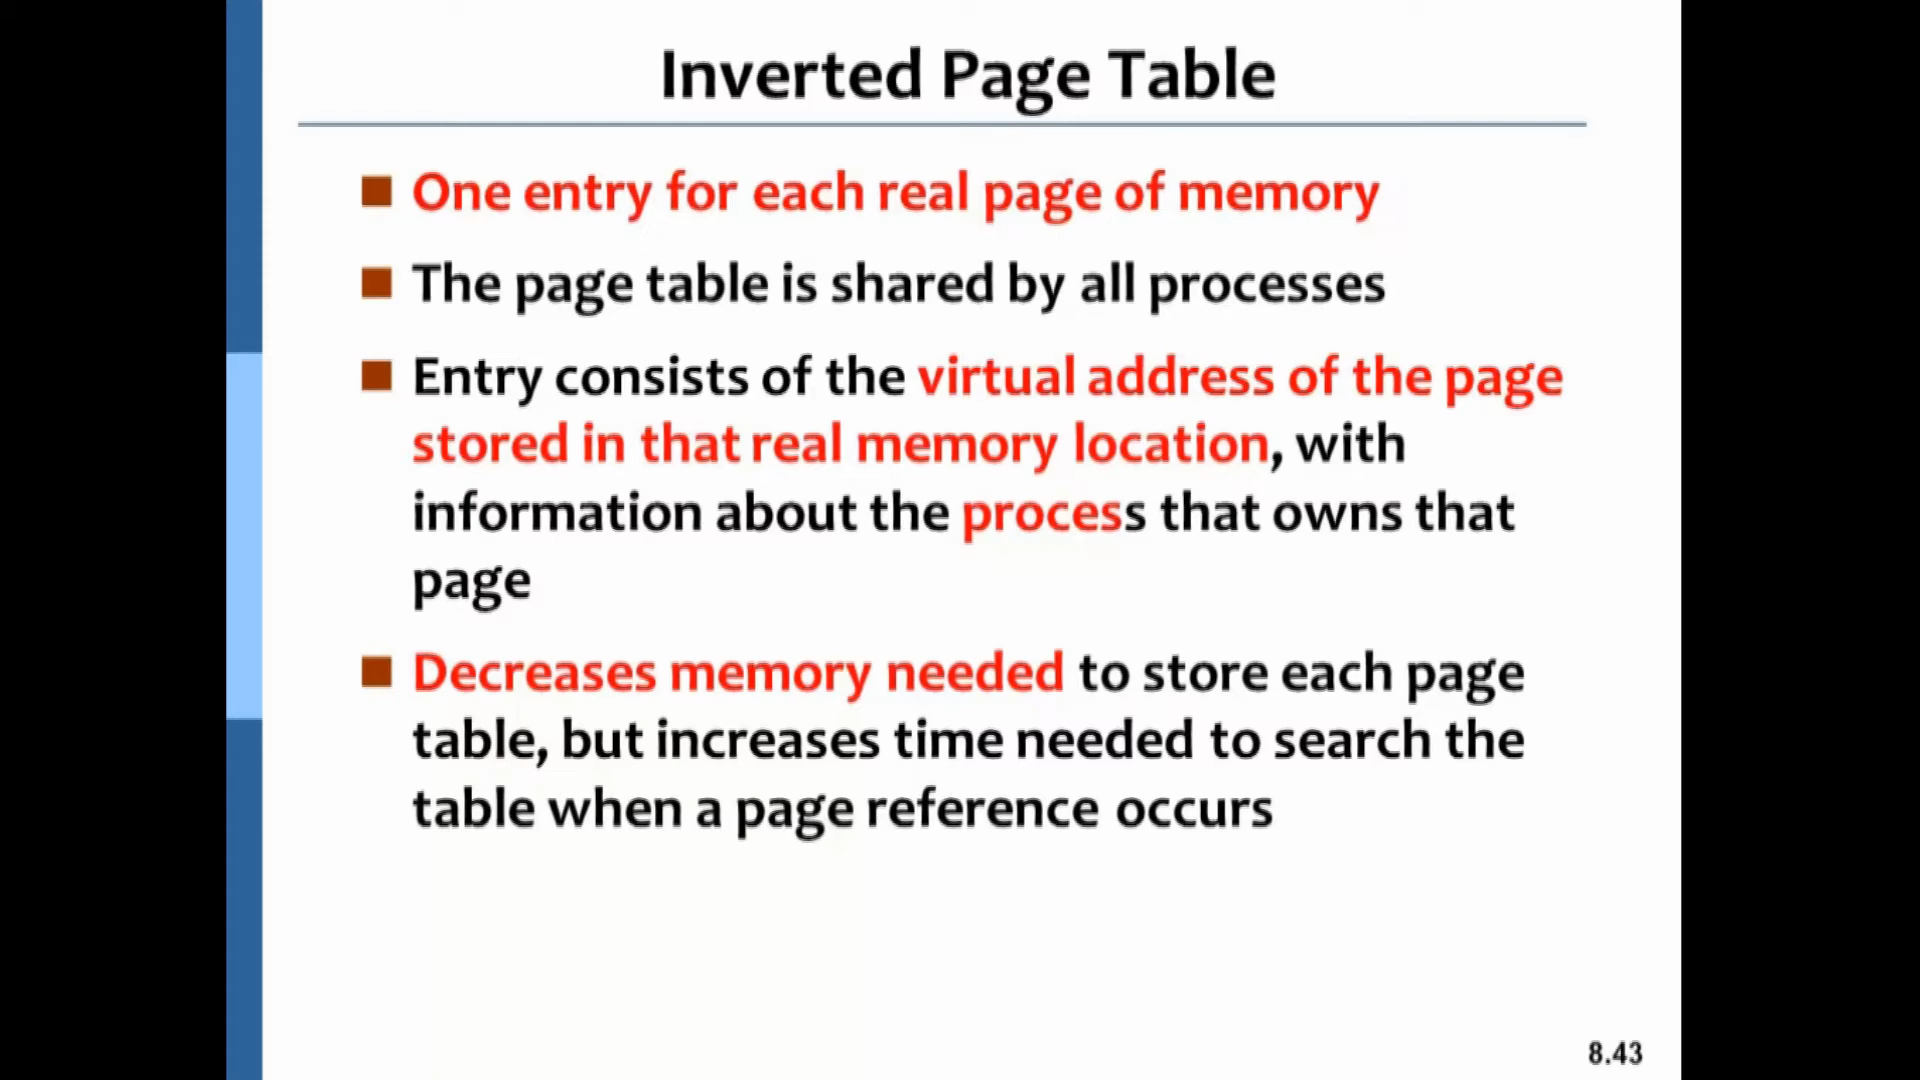 Inverted Page Table
One entry for each real page of memory
The page table is shared by all processes
Entry consists of the virtual address of the page
stored in that real memory location, with
information about the process that owns that
page
Decreases memory needed to store each page
table, but increases time needed to search the
table when a page reference occurs
8.43